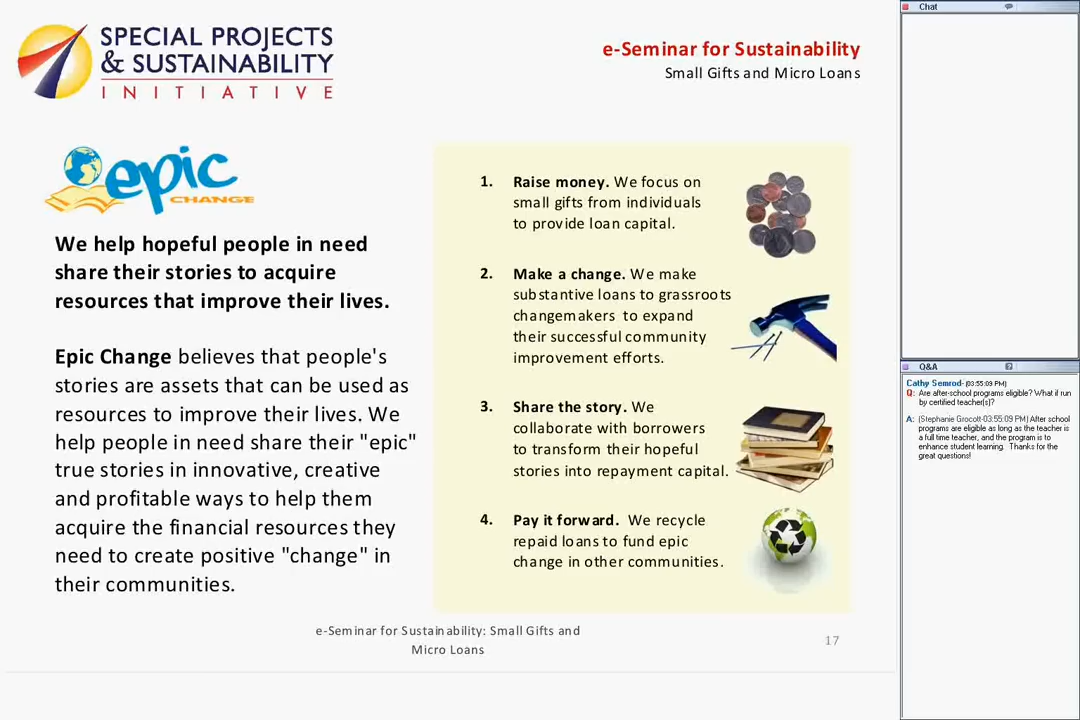 SPECIAL PROJECTS
& SUSTAINABILITY
INITIATIVE
e-Seminar for Sustainability
Small Gifts and Micro Loans
epic
CHANGE
We help hopeful people in need
share their stories to acquire
resources that improve their lives.
Epic Change believes that people's
stories are assets that can be used as
resources to improve their lives. We
help people in need share their "epic"
true stories in innovative, creative
and profitable ways to help them
acquire the financial resources they
need to create positive "change" in
their communities.
1. Raise money. We focus on
small gifts from individuals
to provide loan capital.
2. Make a change. We make
substantive loans to grassroots
changemakers to expand
their successful community
improvement efforts.
3. Share the story. We
collaborate with borrowers
to transform their hopeful
stories into repayment capital.
4. Pay it forward. We recycle
repaid loans to fund epic
change in other communities.
e-Seminar for Sustainability: Small Gifts and
Micro Loans
17
Chat
Q&A
Cathy Semrod- (03:55:09 PM)
Q: Are after-school programs eligible? What if run
by certified teacher(s)?
A: (Stephanie Grocott-03:55:09 PM) After school
programs are eligible as long as the teacher is
a full time teacher, and the program is to
enhance student learning. Thanks for the
great questions!